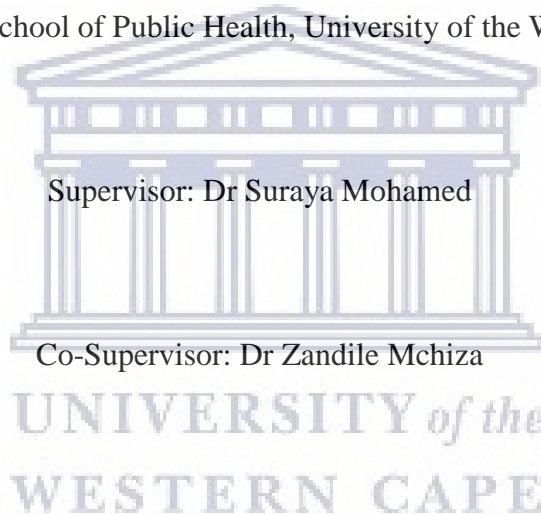 chool of Public Health, University of the W
Supervisor: Dr Suraya Mohamed
Co-Supervisor: Dr Zandile Mchiza
UNIVERSITY of the
WESTERN CAPE